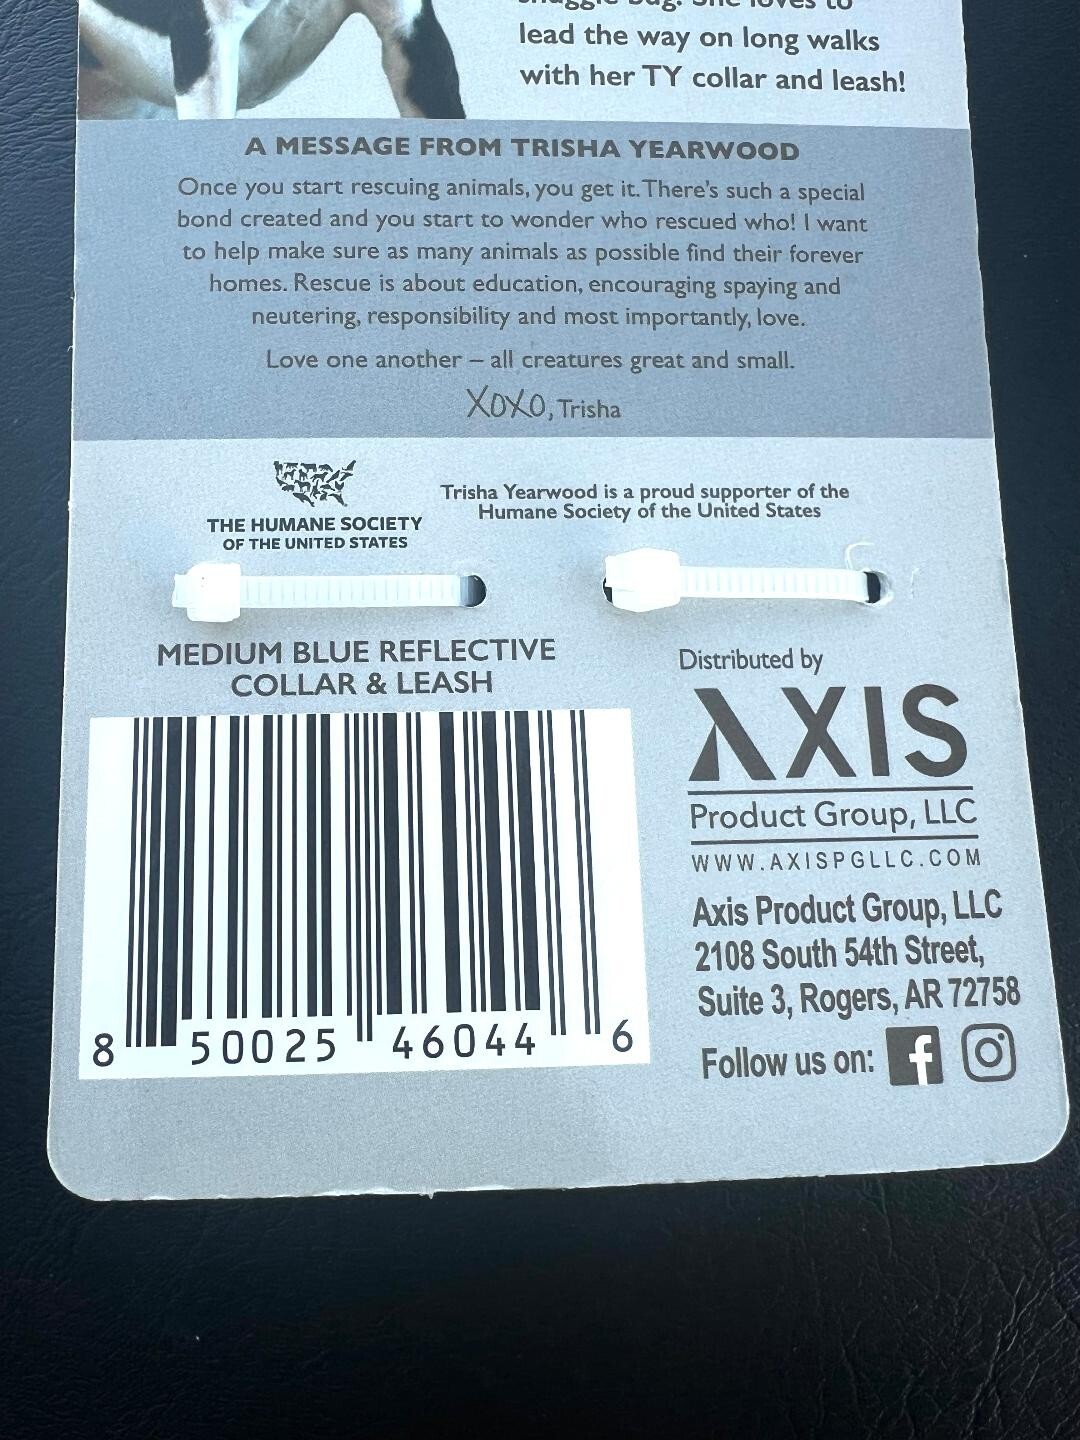 snuggle bug! She loves to
lead the way on long walks
with her TY collar and leash!
A MESSAGE FROM TRISHA YEARWOOD
Once you start rescuing animals, you get it. There's such a special
bond created and you start to wonder who rescued who! I want
to help make sure as many animals as possible find their forever
homes. Rescue is about education, encouraging spaying and
neutering, responsibility and most importantly, love.
Love one another – all creatures great and small.
XOXO, Trisha
THE HUMANE SOCIETY
OF THE UNITED STATES
Trisha Yearwood is a proud supporter of the
Humane Society of the United States
MEDIUM BLUE REFLECTIVE
COLLAR & LEASH
8 50025 46044 6
Distributed by
AXIS
Product Group, LLC
WWW.AXISPGLLC.COM
Axis Product Group, LLC
2108 South 54th Street,
Suite 3, Rogers, AR 72758
Follow us on: